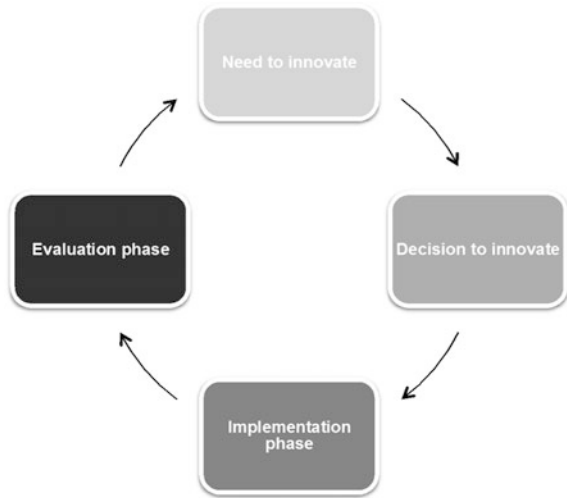 Need to innovate
Evaluation phase
Decision to innovate
Implementation
phase